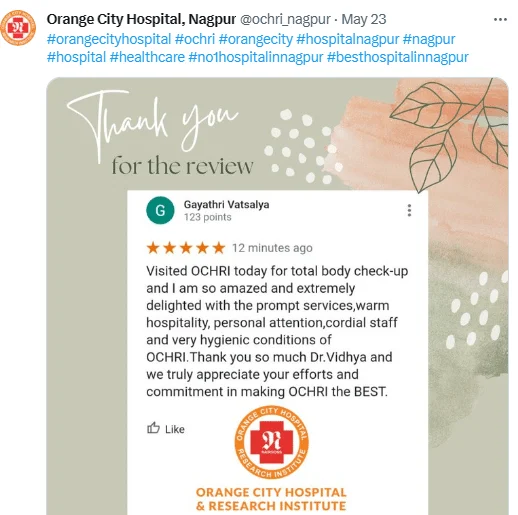 Orange City Hospital, Nagpur @ochri_nagpur · May 23
#orangecityhospital #ochri #orangecity #hospitalnagpur #nagpur
#hospital #healthcare #no1hospitalinnagpur #besthospitalinnagpur
Thank you
for the review
G
Gayathri Vatsalya
123 points
12 minutes ago
Visited OCHRI today for total body check-up
and I am so amazed and extremely
delighted with the prompt services,warm
hospitality, personal attention,cordial staff
and very hygienic conditions of
OCHRI.Thank you so much Dr.Vidhya and
we truly appreciate your efforts and
commitment in making OCHRI the BEST.
Like
ORANGE CITY HOSPITAL
RESEARCH INSTITUTE
ORANGE CITY HOSPITAL
& RESEARCH INSTITUTE